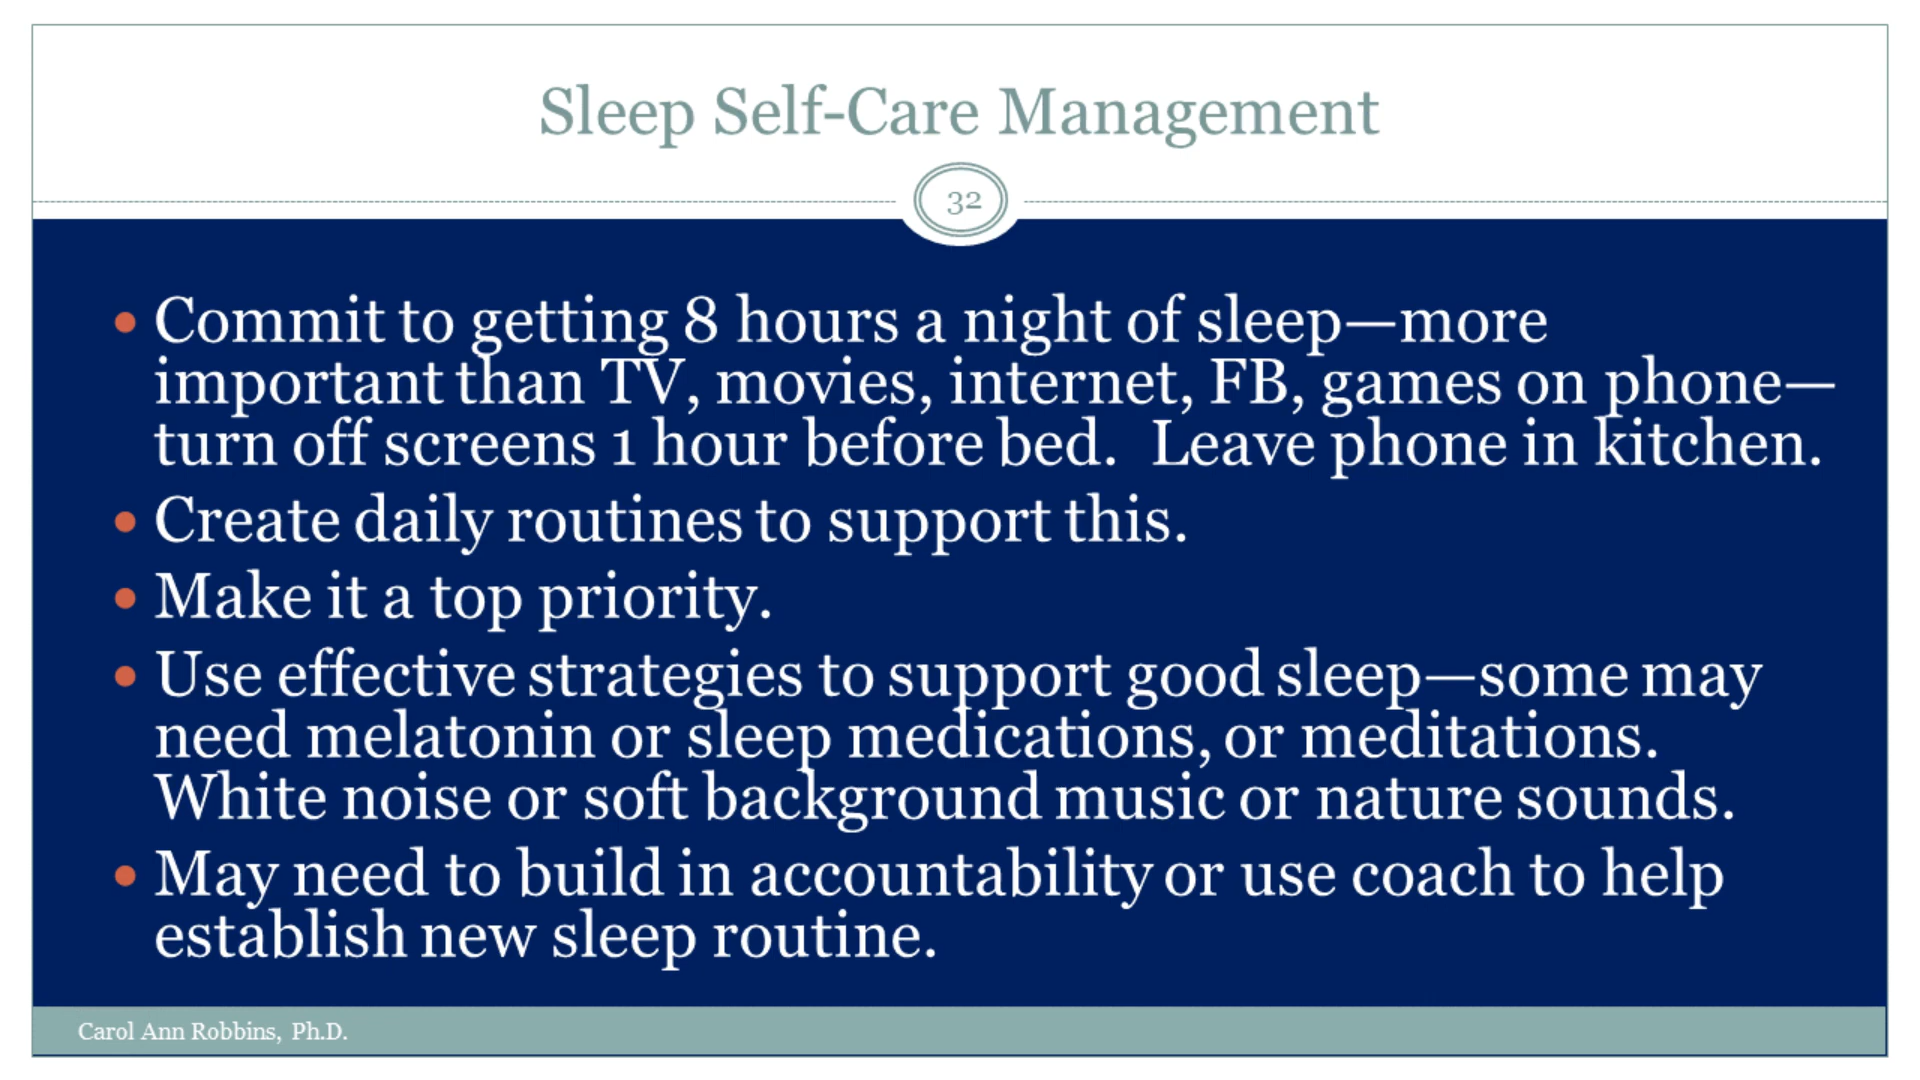 Sleep Self-Care Management
32
• Commit to getting 8 hours a night of sleep—more
important than TV, movies, internet, FB, games on phone—
turn off screens 1 hour before bed.  Leave phone in kitchen.
• Create daily routines to support this.
• Make it a top priority.
• Use effective strategies to support good sleep—some may
need melatonin or sleep medications, or meditations.
White noise or soft background music or nature sounds.
• May need to build in accountability or use coach to help
establish new sleep routine.
Carol Ann Robbins, Ph.D.